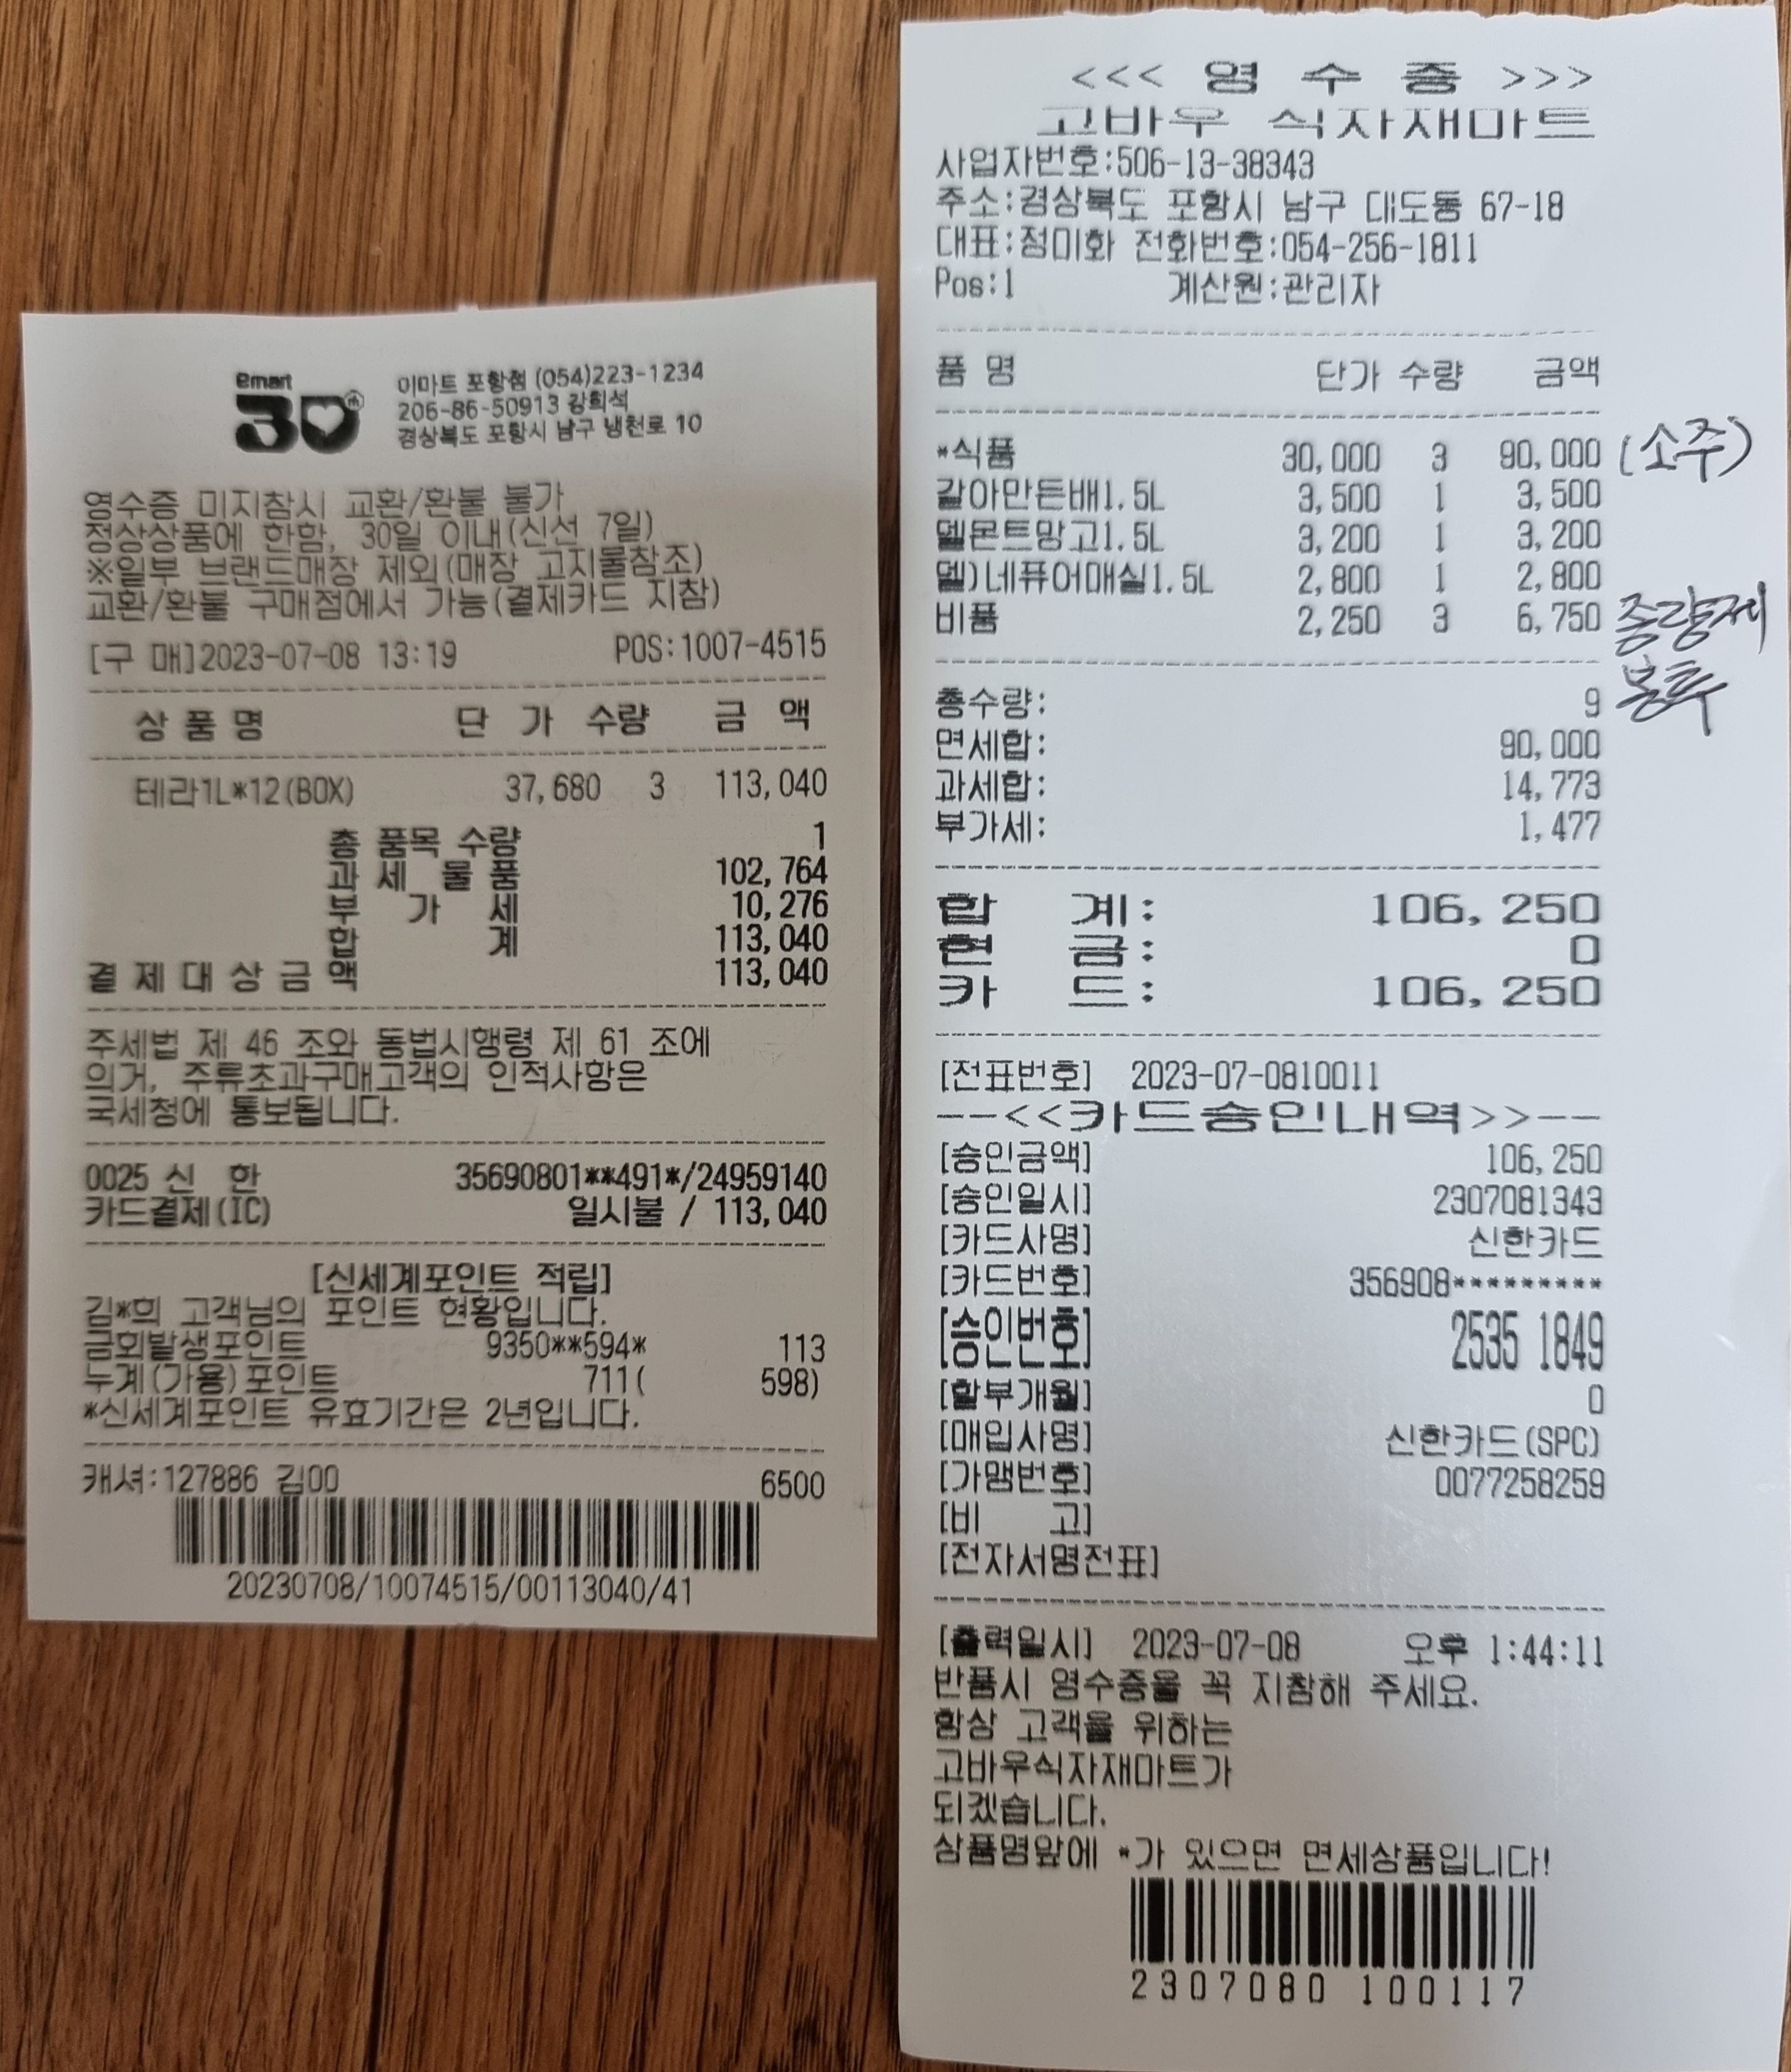 emart
30
이마트 포항점 (054)223-1234
206-86-50913 강희석
경상북도 포항시 남구 냉천로 10
영수증 미지참시 교환/환불 불가
정상상품에 한함, 30일 이내(신선 7일)
※일부 브랜드매장 제외(매장 고지물참조)
교환/환불 구매점에서 가능(결제카드 지참)
[구 매]2023-07-08 13:19 POS:1007-4515
상 품 명 단 가 수량 금 액
테라1L*12(BOX) 37,680 3 113,040
총 품목 수량 1
과 세 물 품 102,764
부 가 세 10,276
합 계 113,040
결 제 대 상 금 액 113,040
주세법 제 46 조와 동법시행령 제 61 조에
의거, 주류초과구매고객의 인적사항은
국세청에 통보됩니다.
0025 신 한 35690801**491*/24959140
카드결제(IC) 일시불 / 113,040
[신세계포인트 적립]
김*희 고객님의 포인트 현황입니다.
금회발생포인트 9350**594* 113
누계(가용)포인트 711( 598)
*신세계포인트 유효기간은 2년입니다.
캐셔:127886 김00 6500
20230708/10074515/00113040/41
<<< 영 수 증 >>>
고바우 식자재마트
사업자번호:506-13-38343
주소:경상북도 포항시 남구 대도동 67-18
대표:정미화 전화번호:054-256-1811
Pos:1 계산원:관리자
품 명 단가 수량 금액
*식품 30,000 3 90,000 (소주)
갈아만든배1.5L 3,500 1 3,500
델몬트망고1.5L 3,200 1 3,200
델)네퓨어매실1.5L 2,800 1 2,800
비품 2,250 3 6,750 종량제
봉투
총수량: 9
면세합: 90,000
과세합: 14,773
부가세: 1,477
합 계: 106,250
현 금: 0
카 드: 106,250
[전표번호] 2023-07-0810011
--<<카드승인내역>>--
[승인금액] 106,250
[승인일시] 2307081343
[카드사명] 신한카드
[카드번호] 356908*********
[승인번호] 2535 1849
[할부개월] 0
[매입사명] 신한카드(SPC)
[가맹번호] 0077258259
[비 고]
[전자서명전표]
[출력일시] 2023-07-08 오후 1:44:11
반품시 영수증을 꼭 지참해 주세요.
항상 고객을 위하는
고바우식자재마트가
되겠습니다.
상품명앞에 *가 있으면 면세상품입니다!
2307080 100117